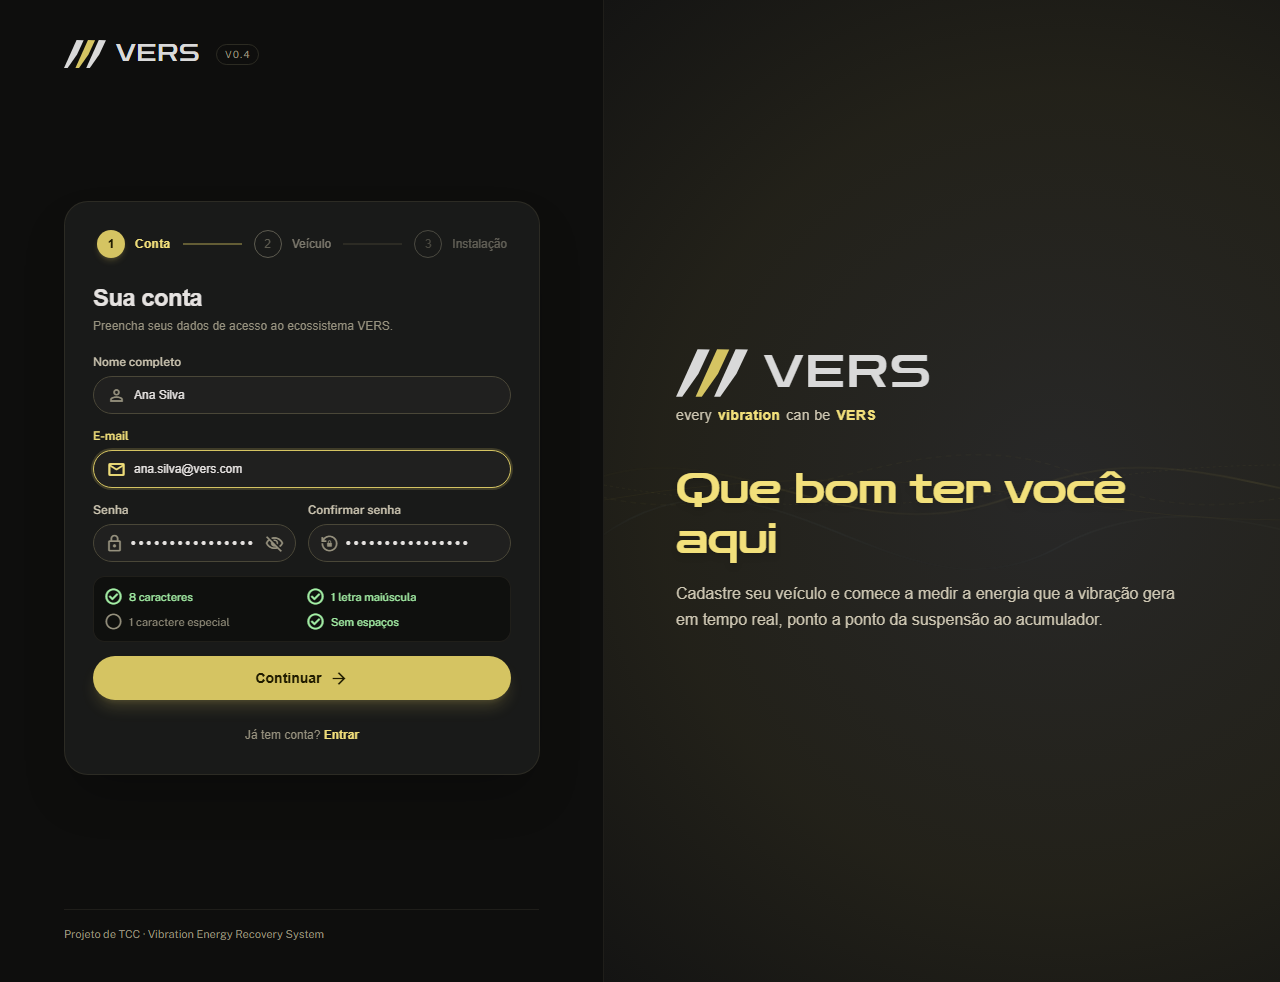 VERS V0.4
1 Conta 2 Veículo 3 Instalação
Sua conta
Preencha seus dados de acesso ao ecossistema VERS.
Nome completo
Ana Silva
E-mail
ana.silva@vers.com
Senha Confirmar senha
•••••••••••••••• ••••••••••••••••
8 caracteres 1 letra maiúscula
1 caractere especial Sem espaços
Continuar
Já tem conta? Entrar
Projeto de TCC · Vibration Energy Recovery System
VERS
every vibration can be VERS
Que bom ter você
aqui
Cadastre seu veículo e comece a medir a energia que a vibração gera
em tempo real, ponto a ponto da suspensão ao acumulador.